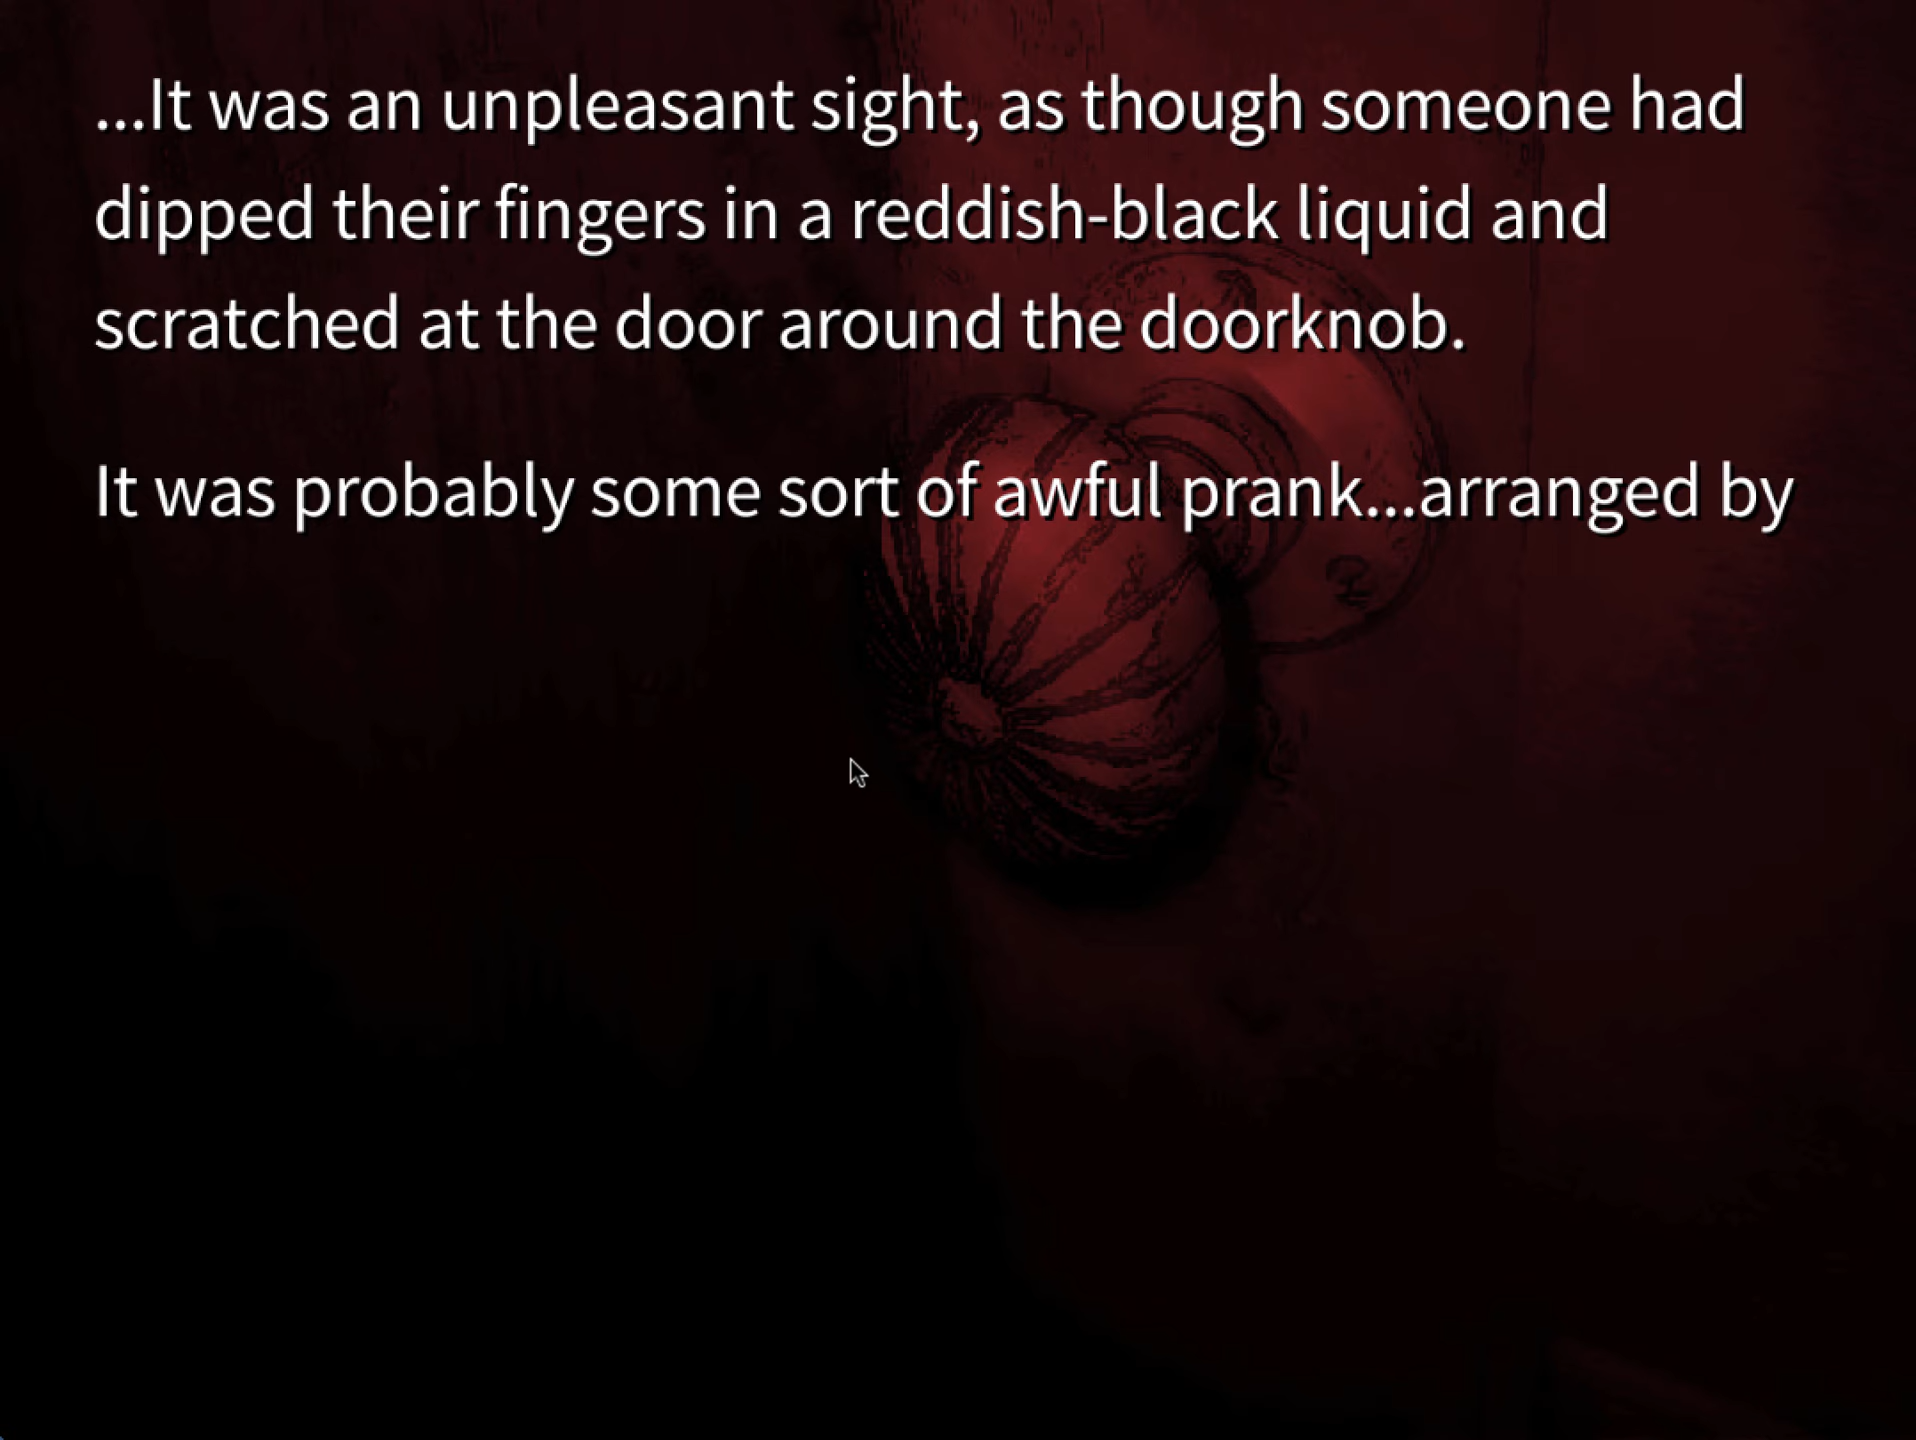 ...It was an unpleasant sight, as though someone had
dipped their fingers in a reddish-black liquid and
scratched at the door around the doorknob.
It was probably some sort of awful prank...arranged by